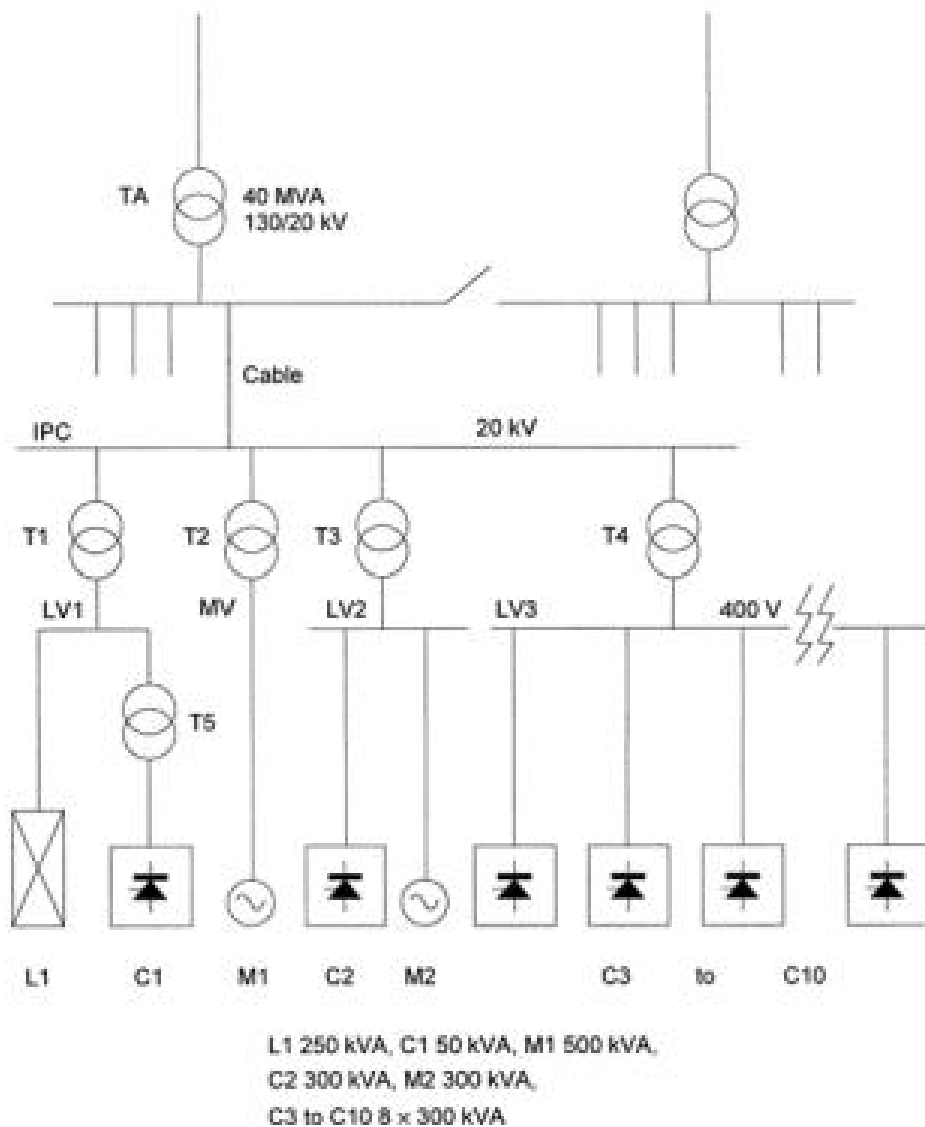 TA
40 MVA
130/20 kV
Cable
IPC
20 kV
T1
T2
T3
T4
LV1
MV
LV2
LV3
400 V
T5
L1
C1
M1
C2
M2
C3
to
C10
L1 250 kVA, C1 50 kVA, M1 500 kVA,
C2 300 kVA, M2 300 kVA,
C3 to C10 8 × 300 kVA